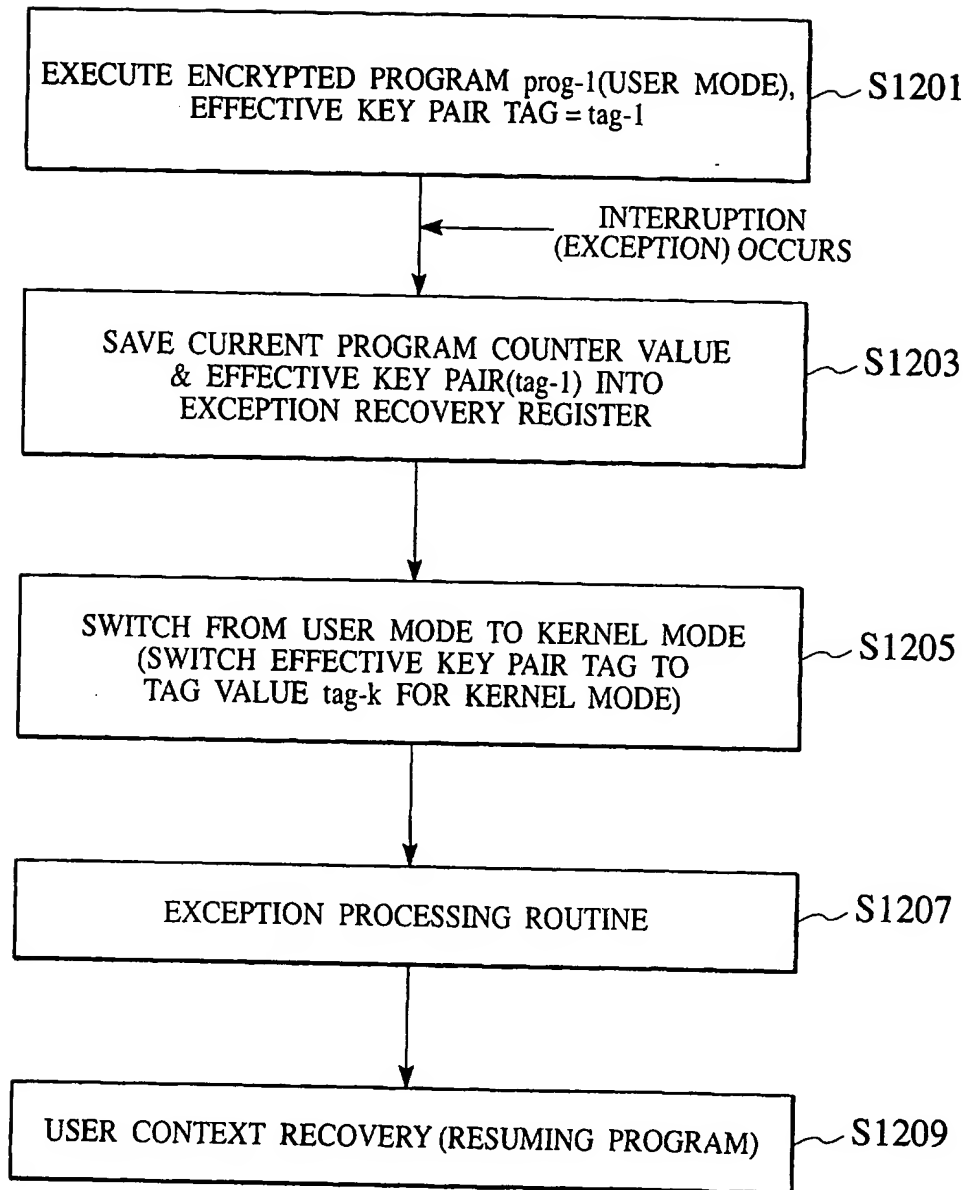 EXECUTE ENCRYPTED PROGRAM prog-1(USER MODE),
EFFECTIVE KEY PAIR TAG = tag-1
S1201
INTERRUPTION
(EXCEPTION) OCCURS
SAVE CURRENT PROGRAM COUNTER VALUE
& EFFECTIVE KEY PAIR(tag-1) INTO
EXCEPTION RECOVERY REGISTER
S1203
SWITCH FROM USER MODE TO KERNEL MODE
(SWITCH EFFECTIVE KEY PAIR TAG TO
TAG VALUE tag-k FOR KERNEL MODE)
S1205
EXCEPTION PROCESSING ROUTINE
S1207
USER CONTEXT RECOVERY (RESUMING PROGRAM)
S1209